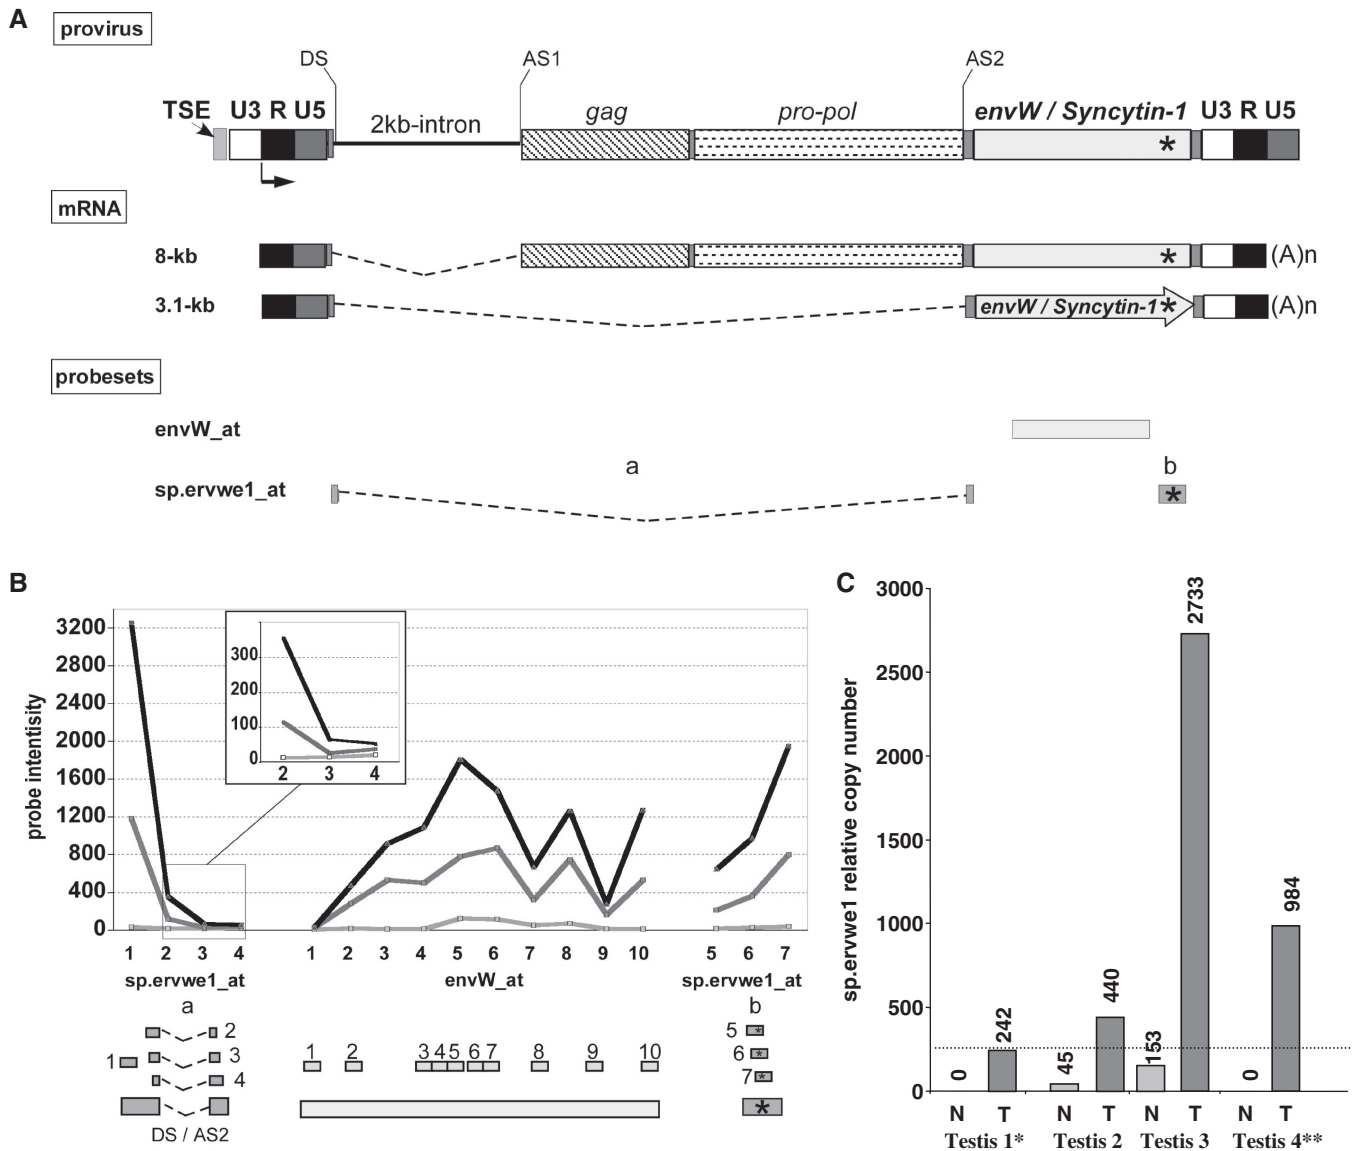 A
provirus
DS AS1 AS2
TSE U3 R U5 2kb-intron gag pro-pol envW / Syncytin-1 U3 R U5
*
mRNA
8-kb * (A)n
3.1-kb envW / Syncytin-1 * (A)n
probesets
envW_at
a b
sp.ervwe1_at *
B
probe intentisity
3200
2800
2400
2000
1600
1200
800
400
0
300
200
100
0
2 3 4
1 2 3 4 1 2 3 4 5 6 7 8 9 10 5 6 7
sp.ervwe1_at envW_at sp.ervwe1_at
a b
2
1 3
4
DS / AS2
1 2 3 4 5 6 7 8 9 10
5 *
6 *
7 *
*
C
sp.ervwe1 relative copy number
3000
2500
2000
1500
1000
500
0
0 242 45 440 153 2733 0 984
N T N T N T N T
Testis 1* Testis 2 Testis 3 Testis 4**